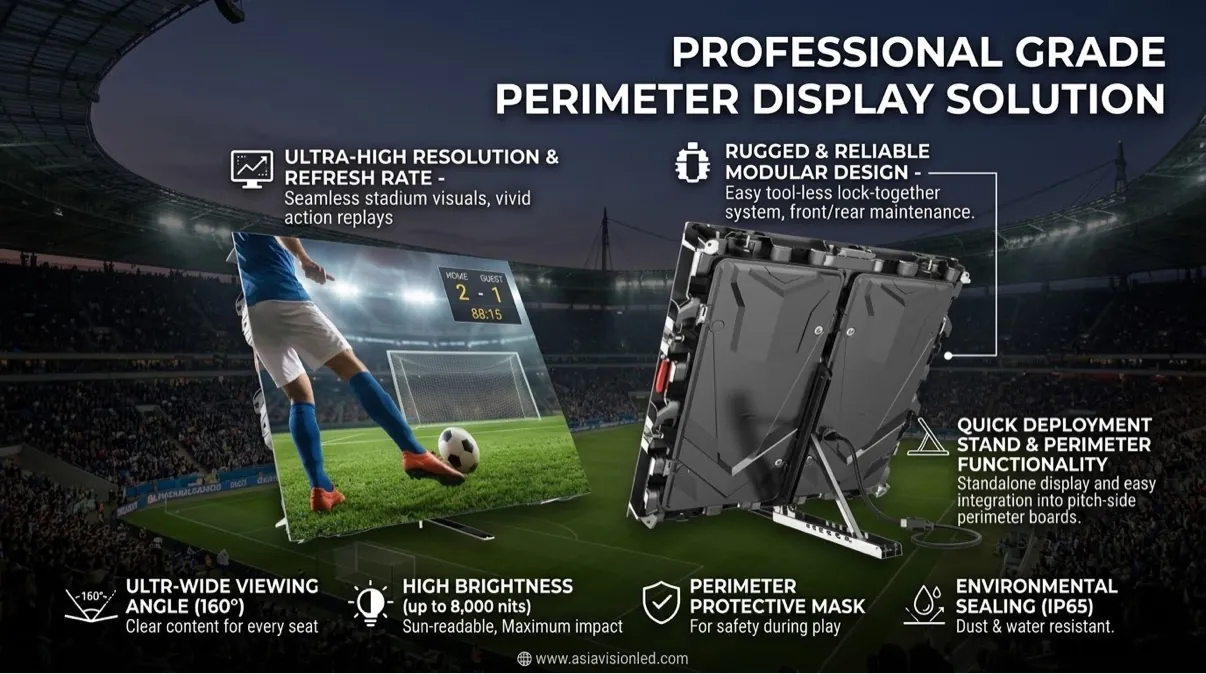 PROFESSIONAL GRADE
PERIMETER DISPLAY SOLUTION
ULTRA-HIGH RESOLUTION &
REFRESH RATE -
Seamless stadium visuals, vivid
action replays
RUGGED & RELIABLE
MODULAR DESIGN -
Easy tool-less lock-together
system, front/rear maintenance.
HOME GUEST
2 - 1
88:15
QUICK DEPLOYMENT
STAND & PERIMETER
FUNCTIONALITY
Standalone display and easy
integration into pitch-side
perimeter boards.
160°
ULTR-WIDE VIEWING
ANGLE (160°)
Clear content for every seat
HIGH BRIGHTNESS
(up to 8,000 nits)
Sun-readable, Maximum impact
PERIMETER
PROTECTIVE MASK
For safety during play
ENVIRONMENTAL
SEALING (IP65)
Dust & water resistant.
www.asiavisionled.com